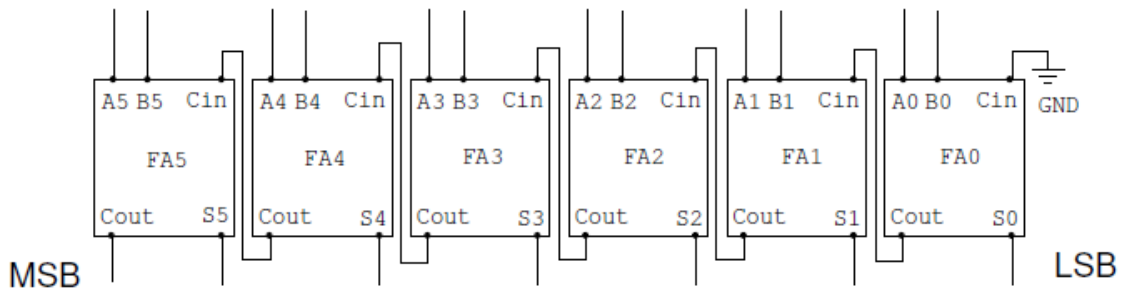 A5 B5 Cin A4 B4 Cin A3 B3 Cin A2 B2 Cin A1 B1 Cin A0 B0 Cin GND
FA5 FA4 FA3 FA2 FA1 FA0
Cout S5 Cout S4 Cout S3 Cout S2 Cout S1 Cout S0
MSB LSB